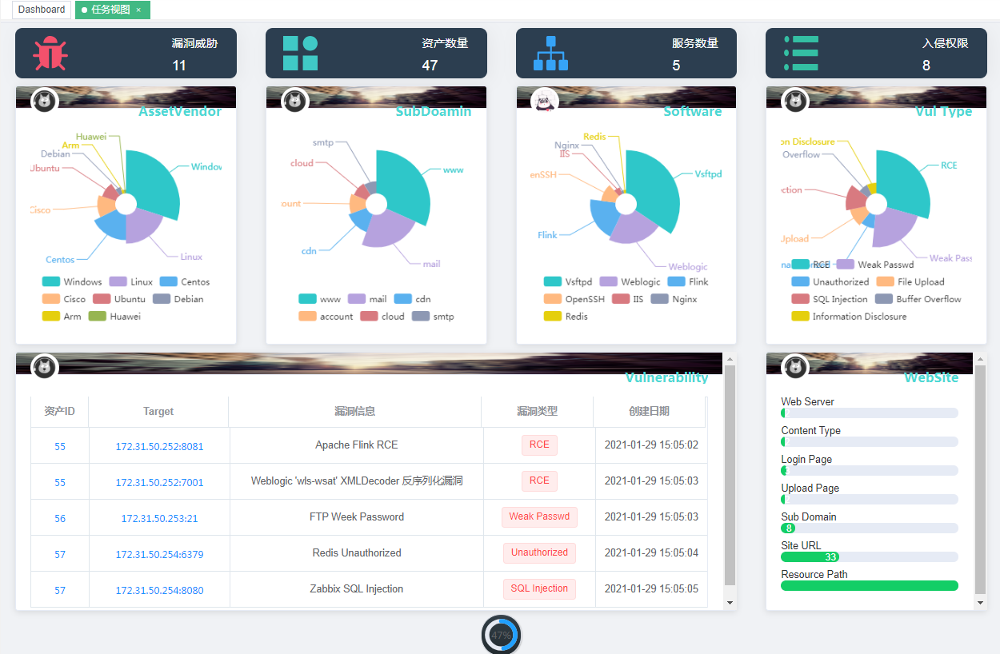 Dashboard
任务视图 ×
漏洞威胁
11
资产数量
47
服务数量
5
入侵权限
8
AssetVendor
Huawei
Arm
Debian
Ubuntu
Cisco
Centos
Linux
Window
Windows Linux Centos
Cisco Ubuntu Debian
Arm Huawei
SubDoamin
smtp
cloud
ount
cdn
mail
www
www mail cdn
account cloud smtp
Software
Redis
Nginx
IIS
enSSH
Flink
Weblogic
Vsftpd
Vsftpd Weblogic Flink
OpenSSH IIS Nginx
Redis
Vul Type
on Disclosure
Overflow
ction
Upload
RCE
Weak Pass
RCE Weak Passwd
Unauthorized File Upload
SQL Injection Buffer Overflow
Information Disclosure
Vulnerability
资产ID Target 漏洞信息 漏洞类型 创建日期
55 172.31.50.252:8081 Apache Flink RCE RCE 2021-01-29 15:05:02
55 172.31.50.252:7001 Weblogic 'wls-wsat' XMLDecoder 反序列化漏洞 RCE 2021-01-29 15:05:03
56 172.31.50.253:21 FTP Week Password Weak Passwd 2021-01-29 15:05:03
57 172.31.50.254:6379 Redis Unauthorized Unauthorized 2021-01-29 15:05:04
57 172.31.50.254:8080 Zabbix SQL Injection SQL Injection 2021-01-29 15:05:05
WebSite
Web Server
Content Type
Login Page
Upload Page
Sub Domain
8
Site URL
33
Resource Path
47%